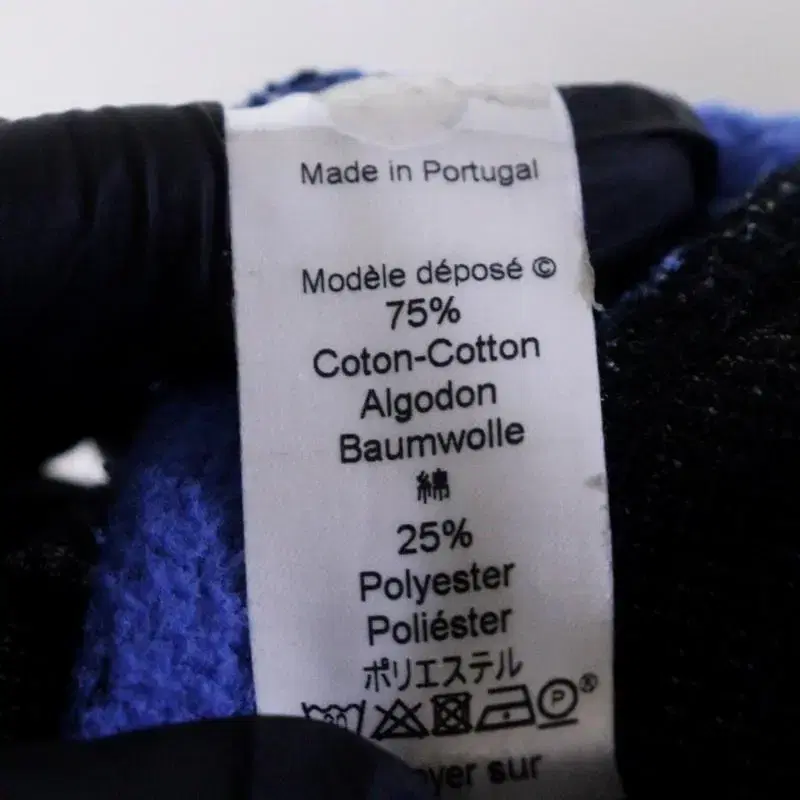 Made in Portugal
Modèle déposé ©
75%
Coton-Cotton
Algodon
Baumwolle
綿
25%
Polyester
Poliéster
ポリエステル
P ®
sur